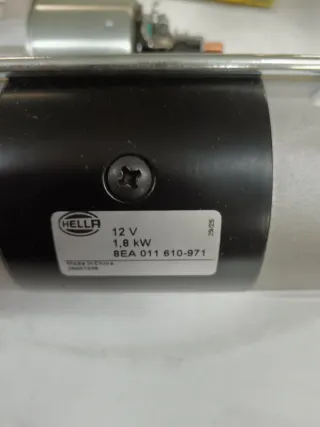 HELLA
12 V
1,8 kW
8EA 011 610-971
Made in China